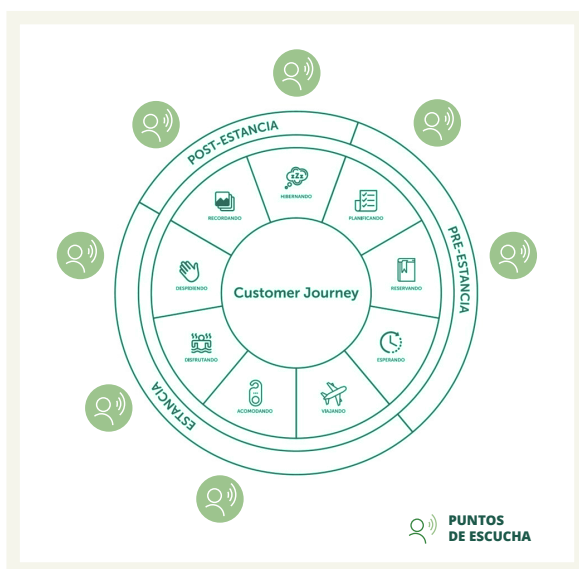 POST-ESTANCIA
PRE-ESTANCIA
ESTANCIA
HIBERNANDO
PLANIFICANDO
RESERVANDO
ESPERANDO
VIAJANDO
ACOMODANDO
DISFRUTANDO
DESPIDIENDO
RECORDANDO
zZz
Customer Journey
PUNTOS
DE ESCUCHA